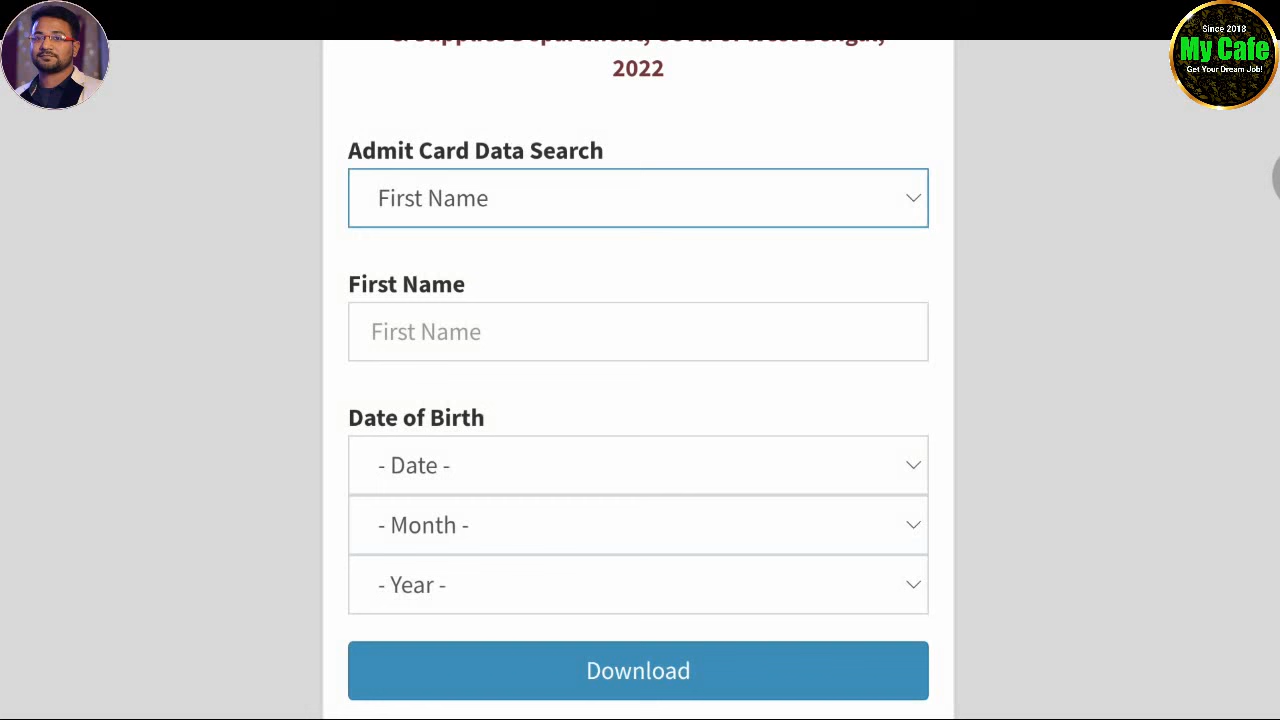 2022
Admit Card Data Search
First Name
First Name
First Name
Date of Birth
- Date -
- Month -
- Year -
Download
Since 2018
My Cafe
Get Your Dream Job!